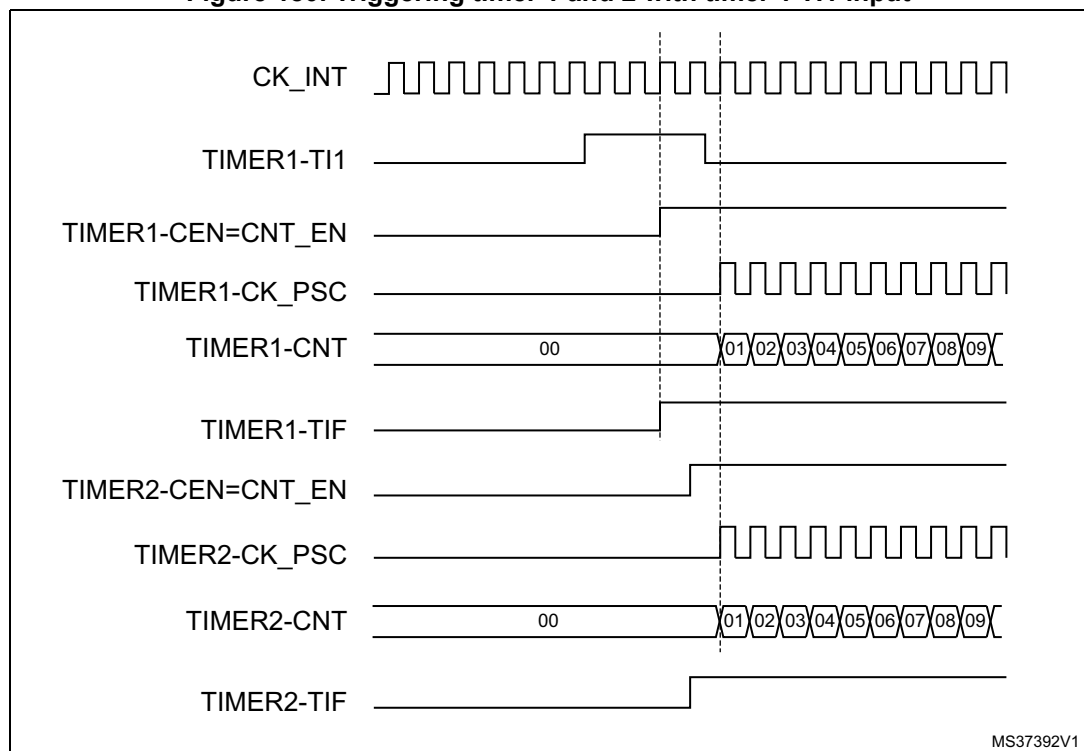 Triggering timer 1 and 2 with timer 1 TI1 input
CK_INT
TIMER1-TI1
TIMER1-CEN=CNT_EN
TIMER1-CK_PSC
TIMER1-CNT 00 01 02 03 04 05 06 07 08 09
TIMER1-TIF
TIMER2-CEN=CNT_EN
TIMER2-CK_PSC
TIMER2-CNT 00 01 02 03 04 05 06 07 08 09
TIMER2-TIF
MS37392V1